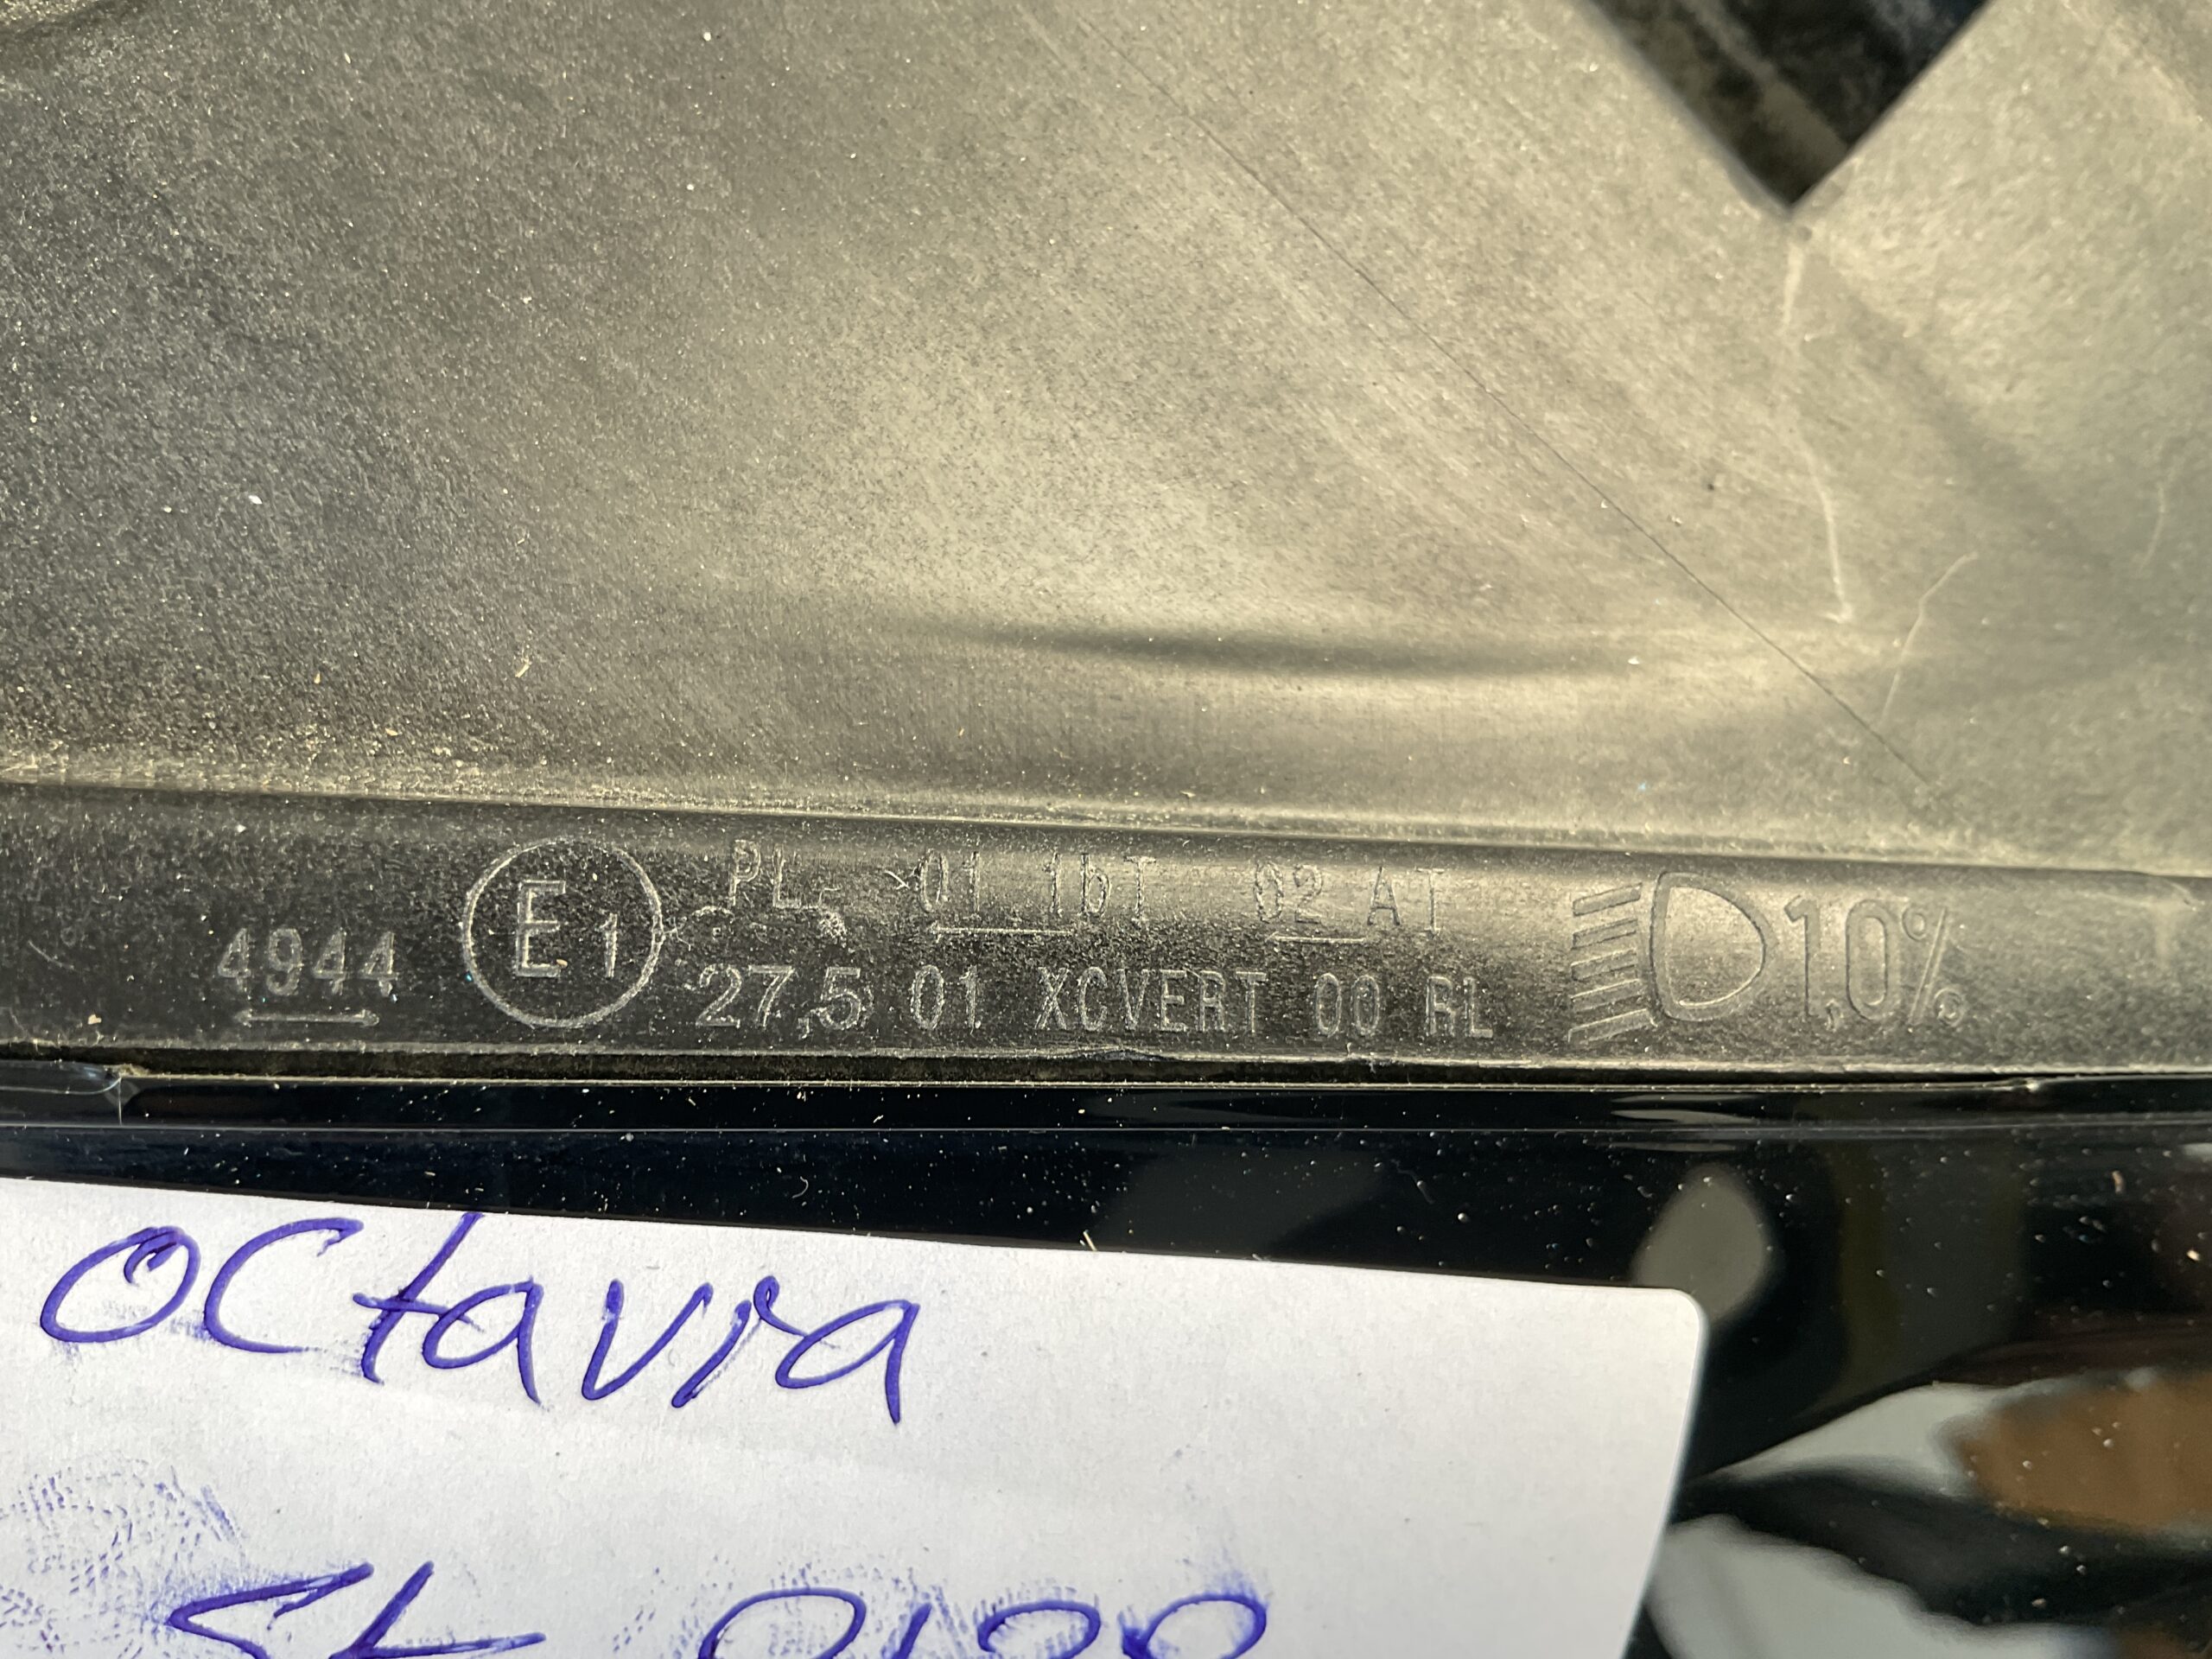 PL 01 1bT 02 AT
4944 E1 27,5 01 XCVERT 00 RL 1,0%
octavia